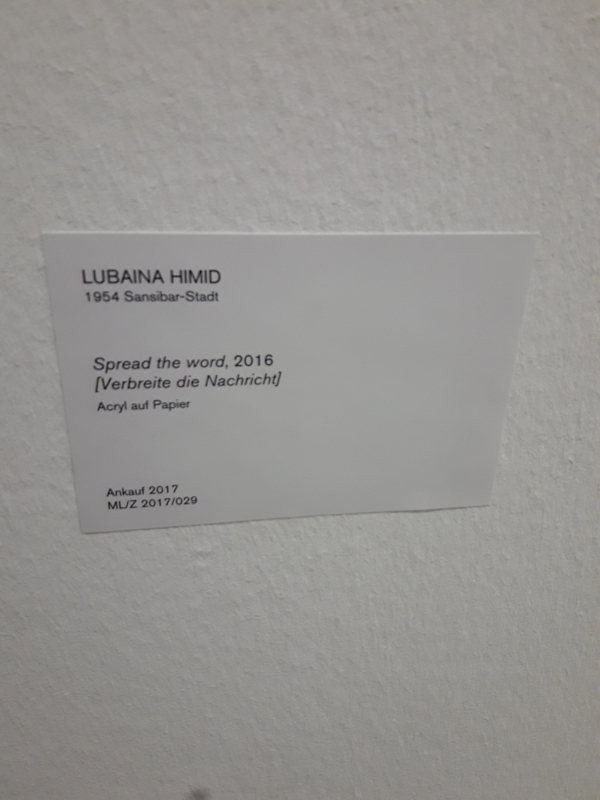 LUBAINA HIMID
1954 Sansibar-Stadt
Spread the word, 2016
[Verbreite die Nachricht]
Acryl auf Papier
Ankauf 2017
ML/Z 2017/029